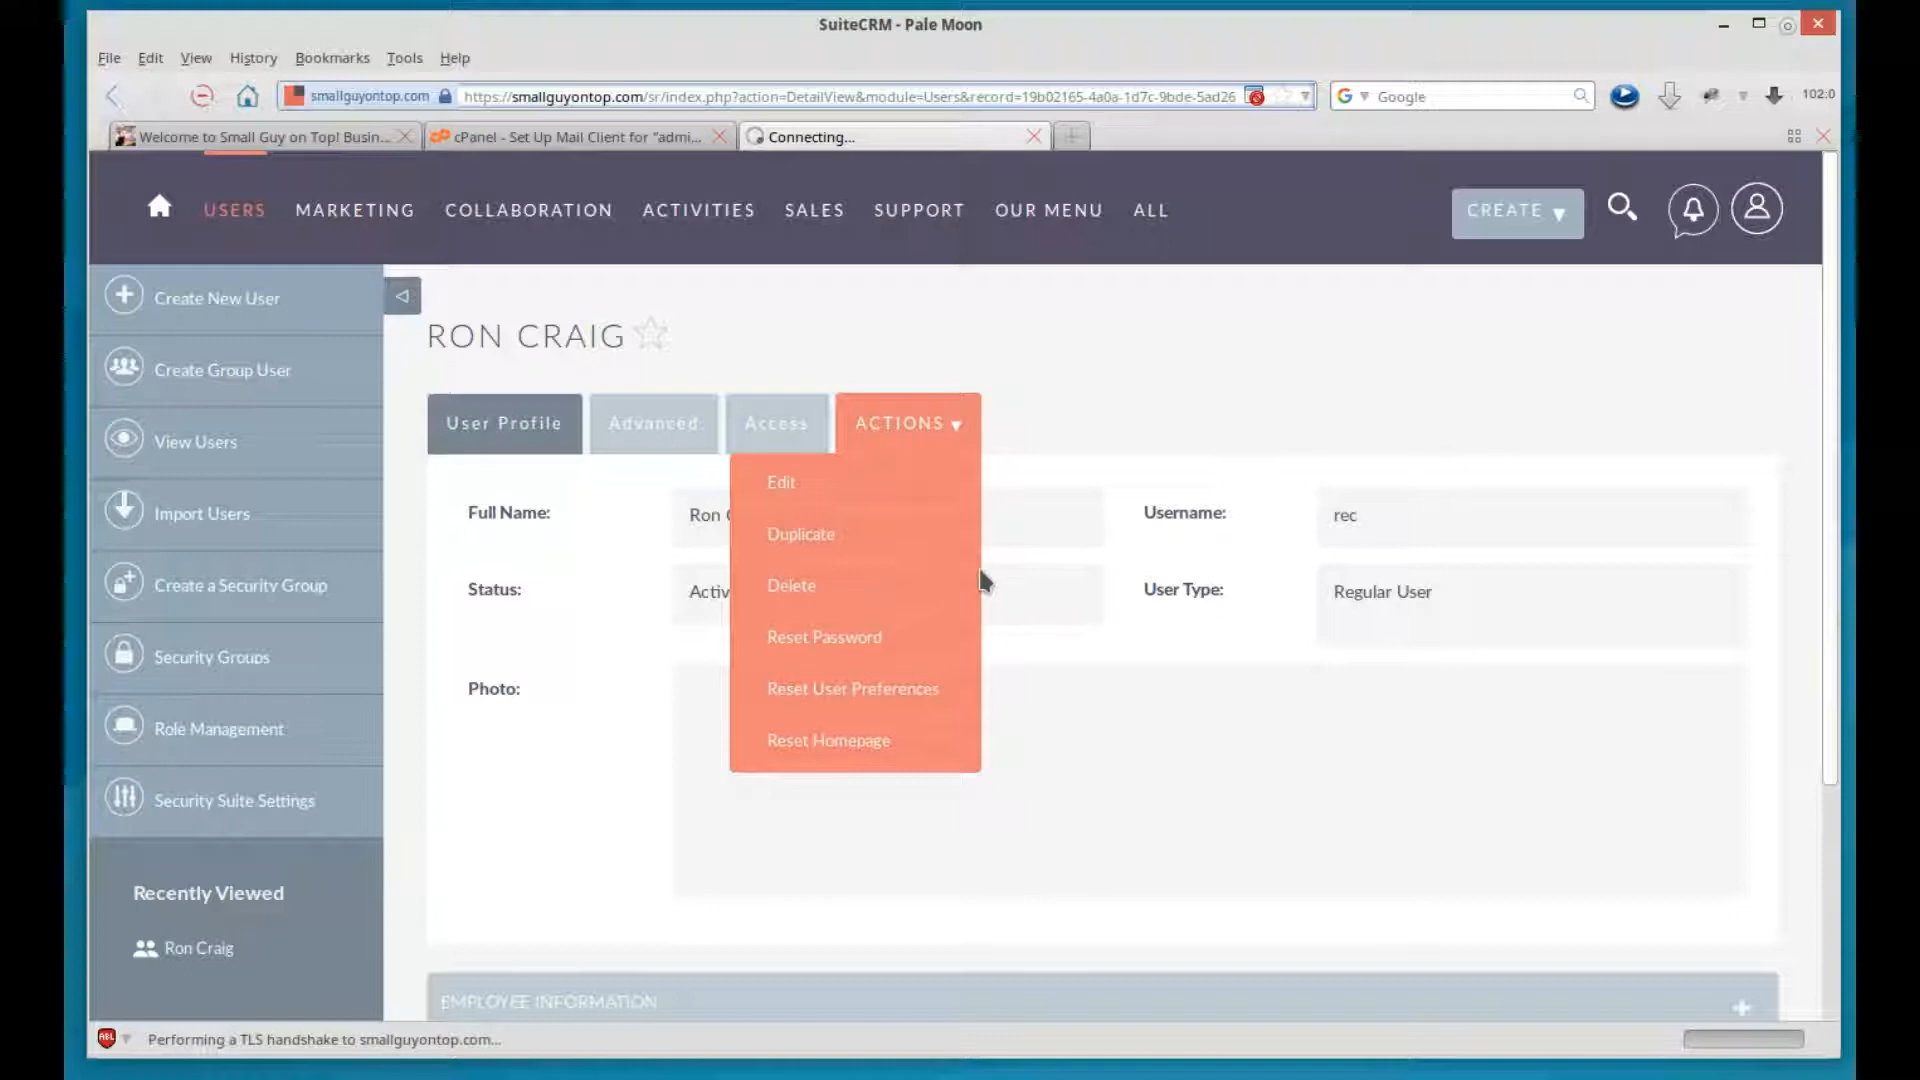 SuiteCRM - Pale Moon
File Edit View History Bookmarks Tools Help
smallguyontop.com https://smallguyontop.com/sr/index.php?action=DetailView&module=Users&record=19b02165-4a0a-1d7c-9bde-5ad26 Google 102:0
Welcome to Small Guy on Top! Busin... cPanel - Set Up Mail Client for "admi... Connecting...
USERS MARKETING COLLABORATION ACTIVITIES SALES SUPPORT OUR MENU ALL CREATE
Create New User
Create Group User
View Users
Import Users
Create a Security Group
Security Groups
Role Management
Security Suite Settings
Recently Viewed
Ron Craig
RON CRAIG
User Profile Advanced Access ACTIONS
Edit
Duplicate
Delete
Reset Password
Reset User Preferences
Reset Homepage
Full Name: Ron Username: rec
Status: Activ User Type: Regular User
Photo:
EMPLOYEE INFORMATION
ABL Performing a TLS handshake to smallguyontop.com...